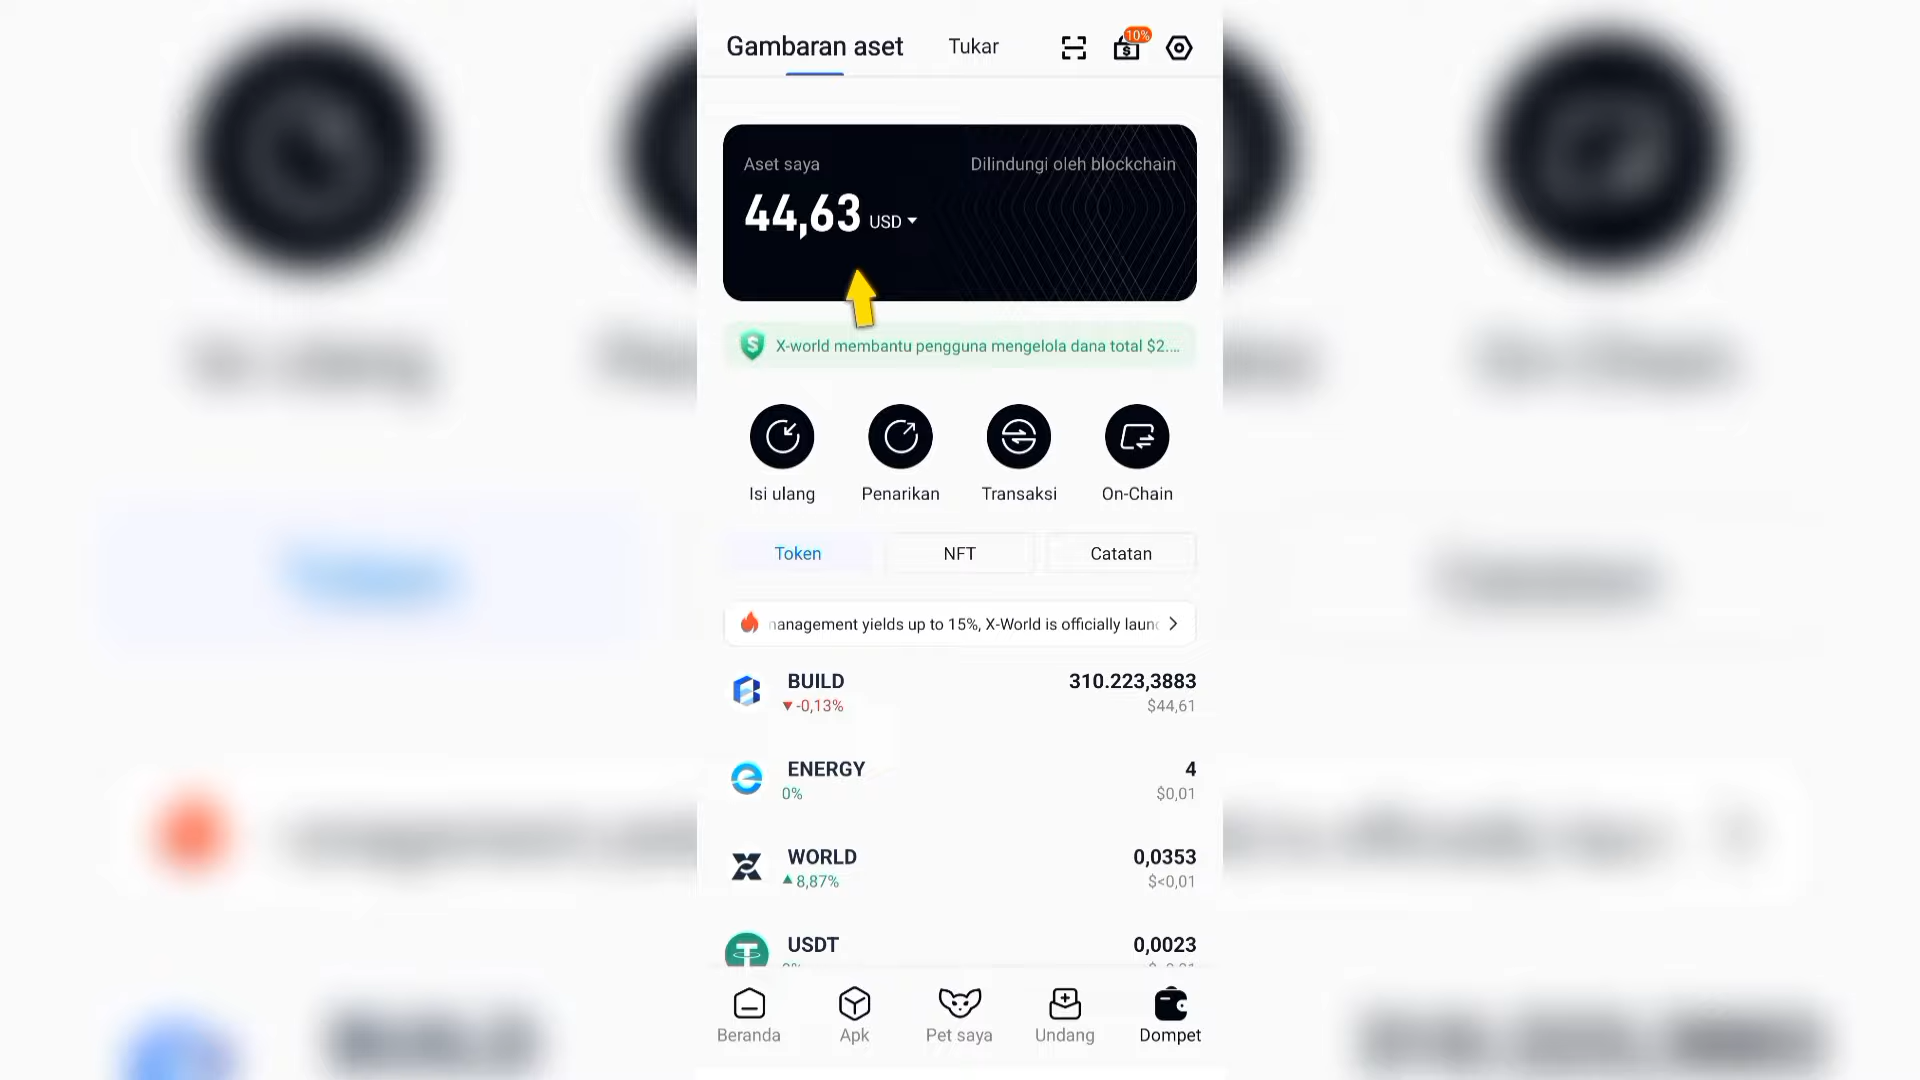 Gambaran aset
Tukar
10%
Aset saya
Dilindungi oleh blockchain
44,63 USD
X-world membantu pengguna mengelola dana total $2....
Isi ulang
Penarikan
Transaksi
On-Chain
Token
NFT
Catatan
management yields up to 15%, X-World is officially launc
BUILD
310.223,3883
-0,13%
$44,61
ENERGY
4
0%
$0,01
WORLD
0,0353
8,87%
$<0,01
USDT
0,0023
Beranda
Apk
Pet saya
Undang
Dompet